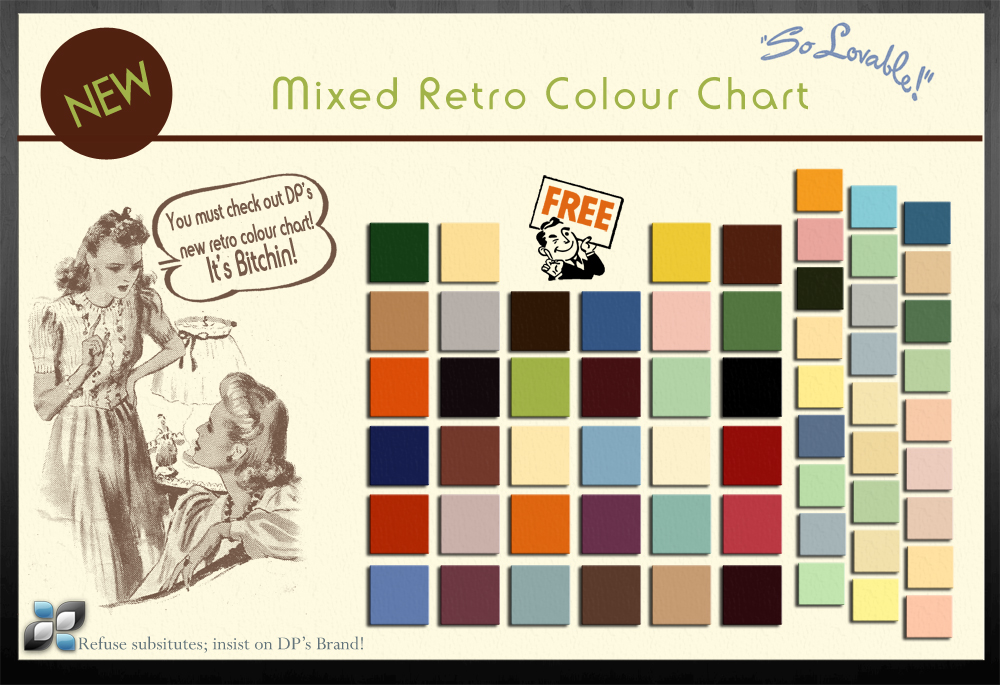 "So Lovable!"
NEW
Mixed Retro Colour Chart
You must check out DP's
new retro colour chart!
It's Bitchin!
FREE
Refuse subsitutes; insist on DP's Brand!